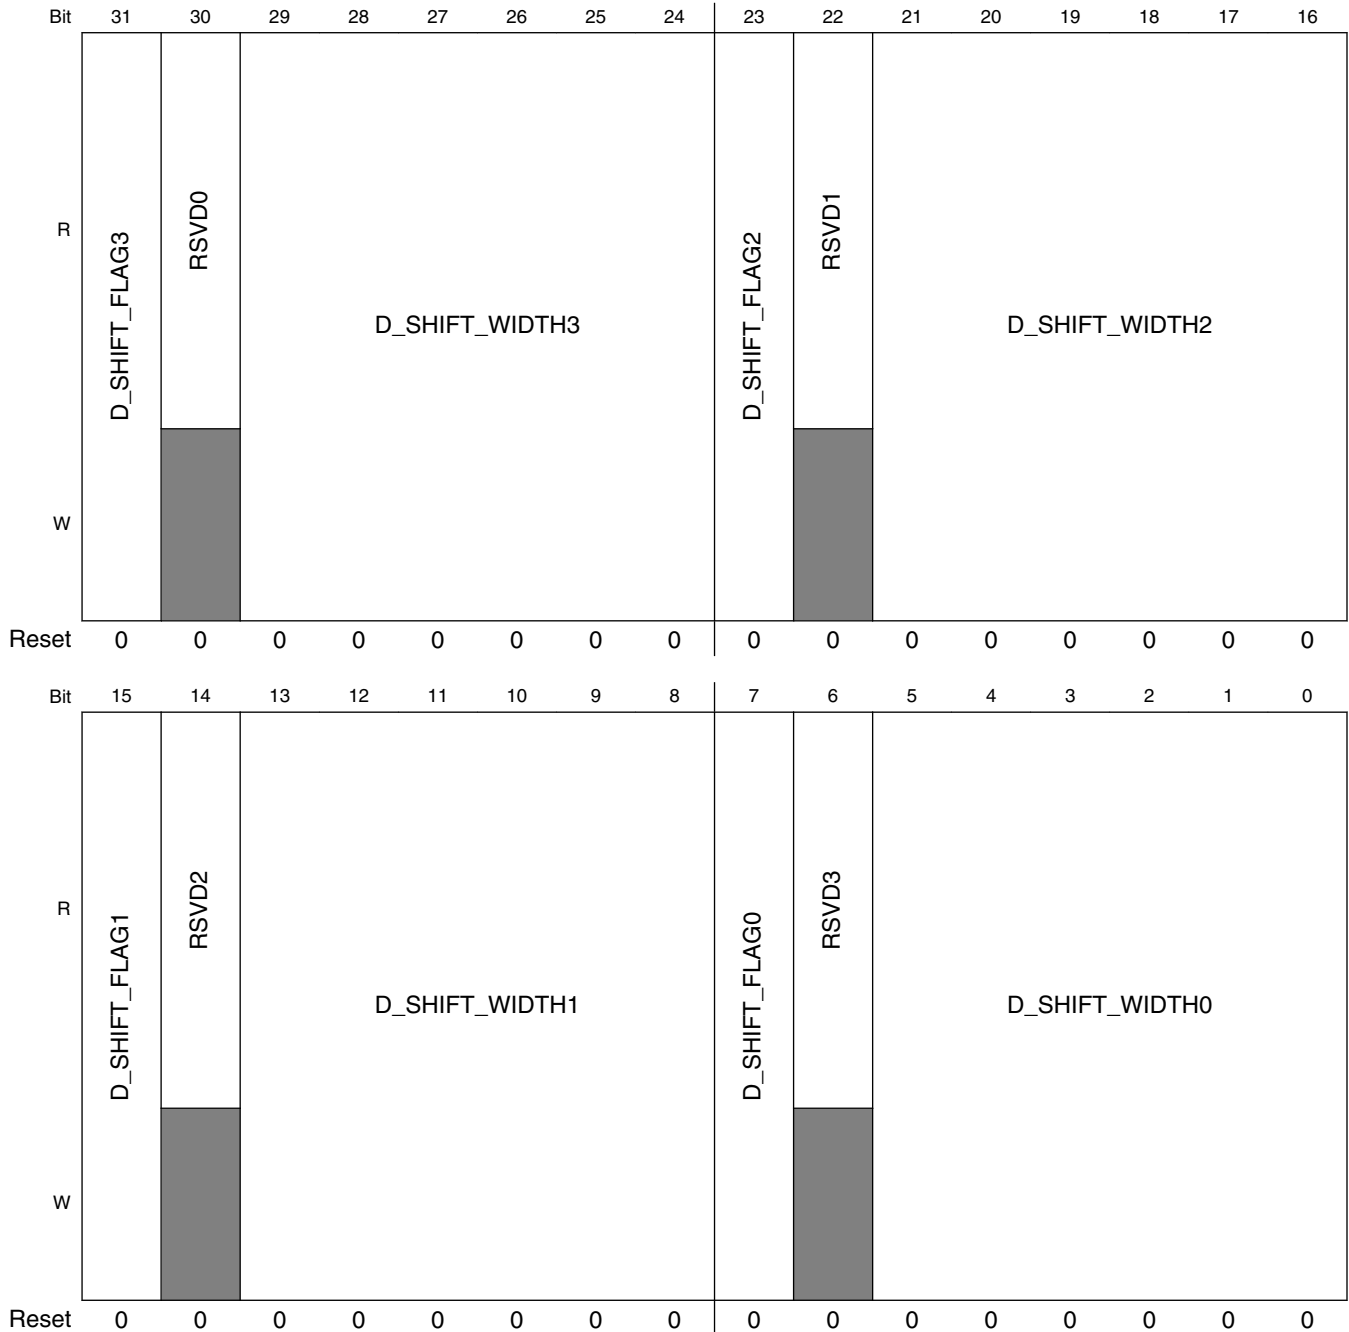 Bit 31 30 29 28 27 26 25 24 23 22 21 20 19 18 17 16
R
D_SHIFT_FLAG3
RSVD0
D_SHIFT_WIDTH3
D_SHIFT_FLAG2
RSVD1
D_SHIFT_WIDTH2
W
Reset 0 0 0 0 0 0 0 0 0 0 0 0 0 0 0 0
Bit 15 14 13 12 11 10 9 8 7 6 5 4 3 2 1 0
R
D_SHIFT_FLAG1
RSVD2
D_SHIFT_WIDTH1
D_SHIFT_FLAG0
RSVD3
D_SHIFT_WIDTH0
W
Reset 0 0 0 0 0 0 0 0 0 0 0 0 0 0 0 0